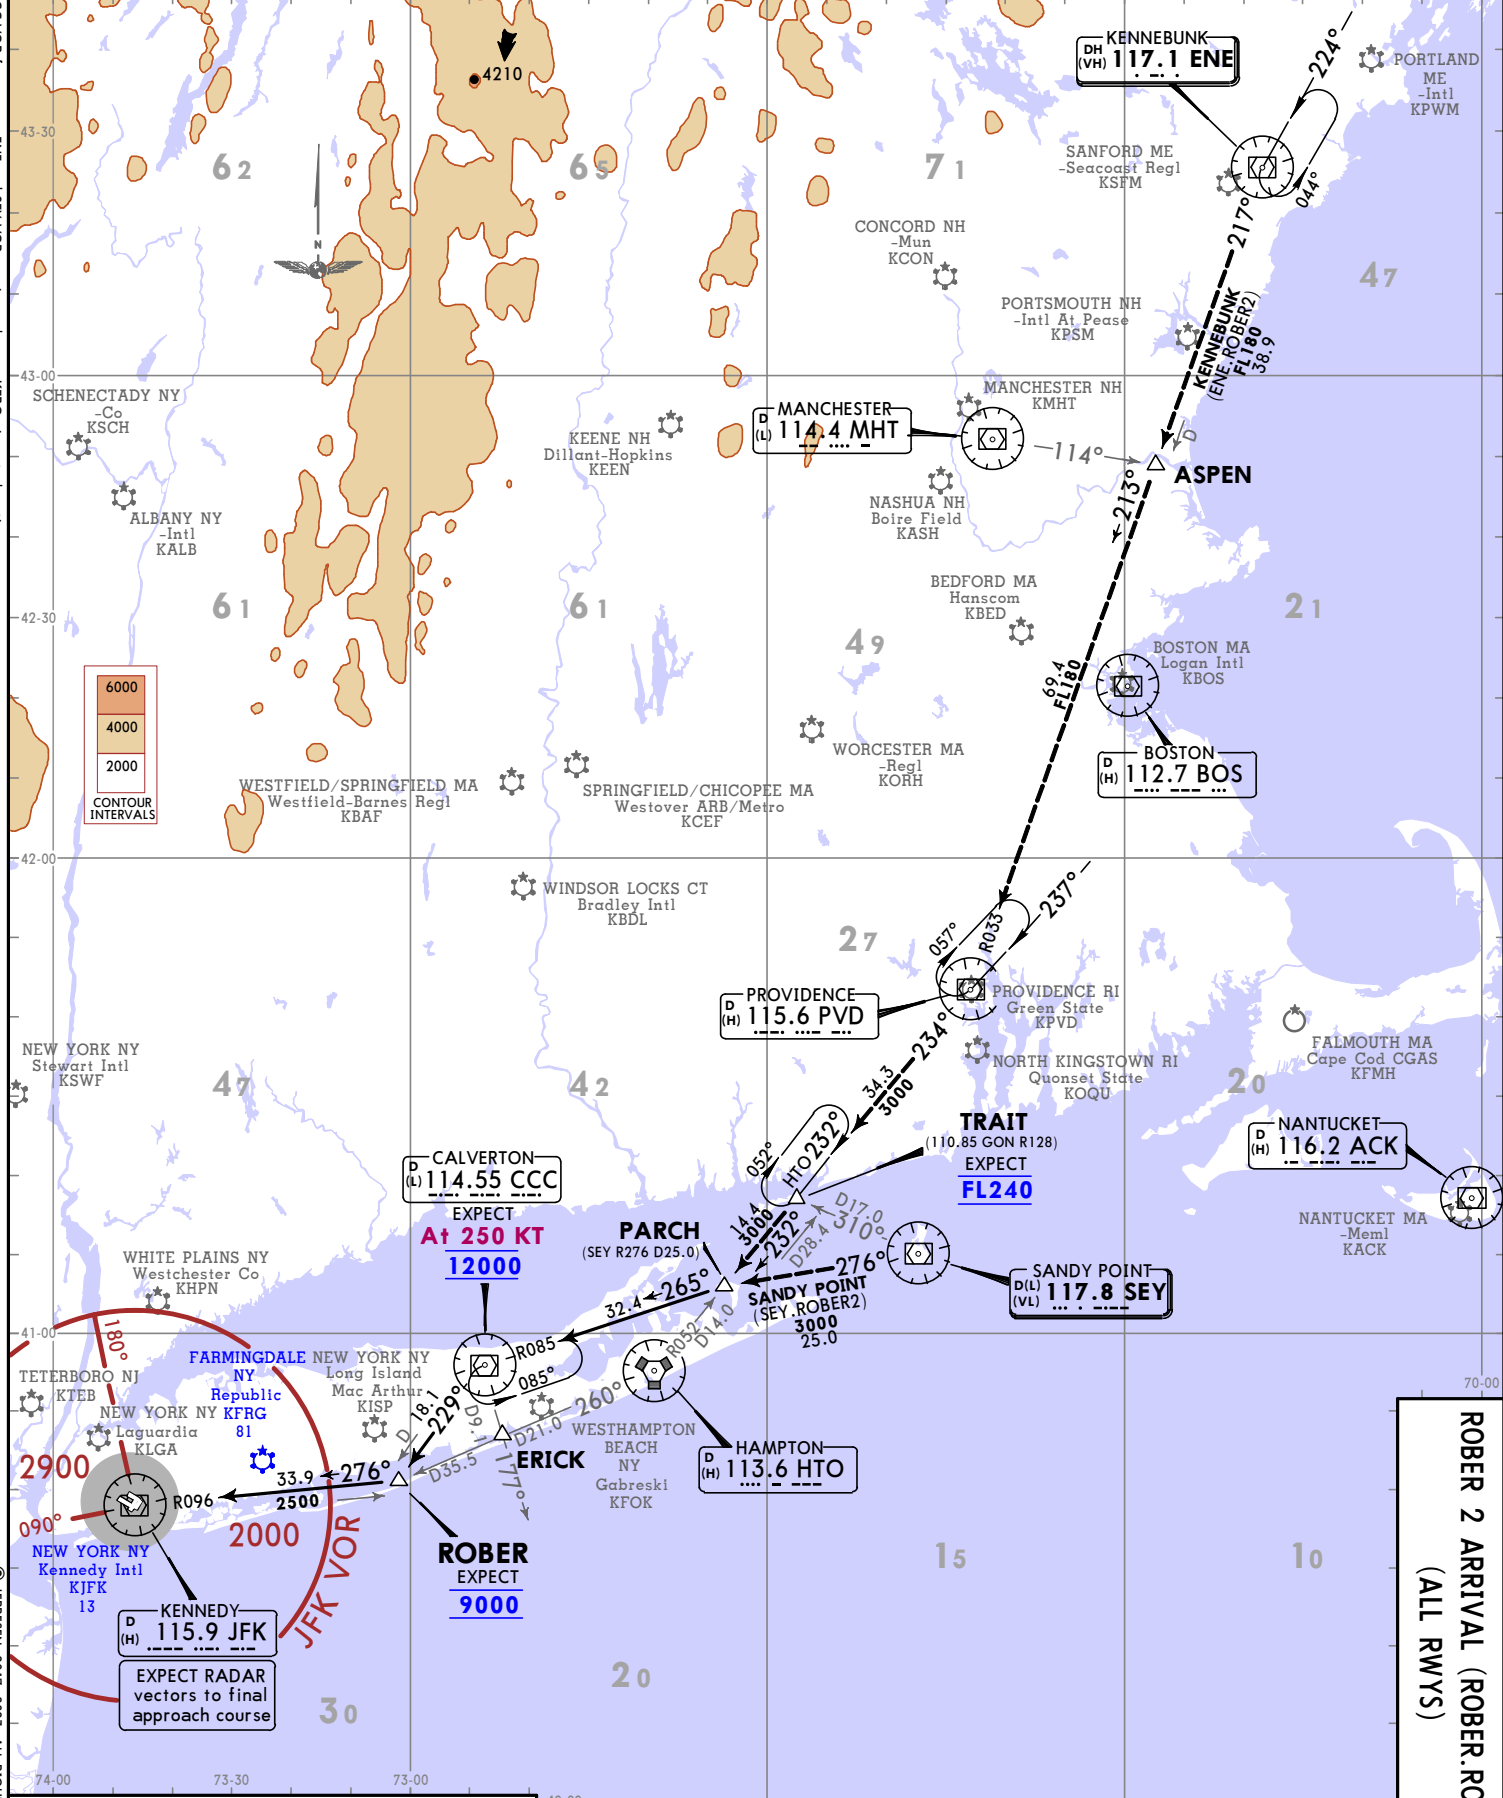 KENNEBUNK
DH
(VH) 117.1 ENE
224°
PORTLAND
ME
-Intl
KPWM
4210
43-30
62
65
71
SANFORD ME
-Seacoast Regl
KSFM
044°
217°
CONCORD NH
-Mun
KCON
N
47
PORTSMOUTH NH
-Intl At Pease
KPSM
KENNEBUNK
(ENE.ROBER2)
FL180
38.9
43-00
SCHENECTADY NY
-Co
KSCH
MANCHESTER NH
KMHT
MANCHESTER
D
(L) 114.4 MHT
KEENE NH
Dillant-Hopkins
KEEN
114°
D
ASPEN
213°
NASHUA NH
Boire Field
KASH
ALBANY NY
-Intl
KALB
BEDFORD MA
Hanscom
KBED
42-30
61
61
49
21
69.4
FL180
BOSTON MA
Logan Intl
KBOS
6000
4000
2000
CONTOUR
INTERVALS
BOSTON
D
(H) 112.7 BOS
WORCESTER MA
-Regl
KORH
WESTFIELD/SPRINGFIELD MA
Westfield-Barnes Regl
KBAF
SPRINGFIELD/CHICOPEE MA
Westover ARB/Metro
KCEF
42-00
WINDSOR LOCKS CT
Bradley Intl
KBDL
237°
27
057°
R033
PROVIDENCE
D
(H) 115.6 PVD
PROVIDENCE RI
Green State
KPVD
234°
NEW YORK NY
Stewart Intl
KSWF
47
42
34.3
3000
NORTH KINGSTOWN RI
Quonset State
KOQU
FALMOUTH MA
Cape Cod CGAS
KFMH
20
TRAIT
(110.85 GON R128)
EXPECT
FL240
NANTUCKET
D
(H) 116.2 ACK
NANTUCKET MA
-Meml
KACK
052°
HTO 232°
CALVERTON
D
(L) 114.55 CCC
EXPECT
At 250 KT
12000
PARCH
(SEY R276 D25.0)
14.4
3000
232°
D28.4
D17.0
310°
276°
SANDY POINT
(SEY.ROBER2)
3000
25.0
SANDY POINT
D(L)
(VL) 117.8 SEY
WHITE PLAINS NY
Westchester Co
KHPN
265°
32.4
41-00
R085
085°
R052
D14.0
180°
TETERBORO NJ
KTEB
FARMINGDALE
NY
Republic
KFRG
81
NEW YORK NY
Long Island
Mac Arthur
KISP
NEW YORK NY
Laguardia
KLGA
18.1
229°
D
D9.1
D21.0
260°
D35.5
177°
ERICK
WESTHAMPTON
BEACH
NY
Gabreski
KFOK
HAMPTON
D
(H) 113.6 HTO
70-00
2900
090°
R096
33.9
276°
2500
2000
JFK VOR
NEW YORK NY
Kennedy Intl
KJFK
13
ROBER
EXPECT
9000
15
10
KENNEDY
D
(H) 115.9 JFK
EXPECT RADAR
vectors to final
approach course
30
20
74-00
73-30
73-00
ROBER 2 ARRIVAL (ROBER.RO
(ALL RWYS)